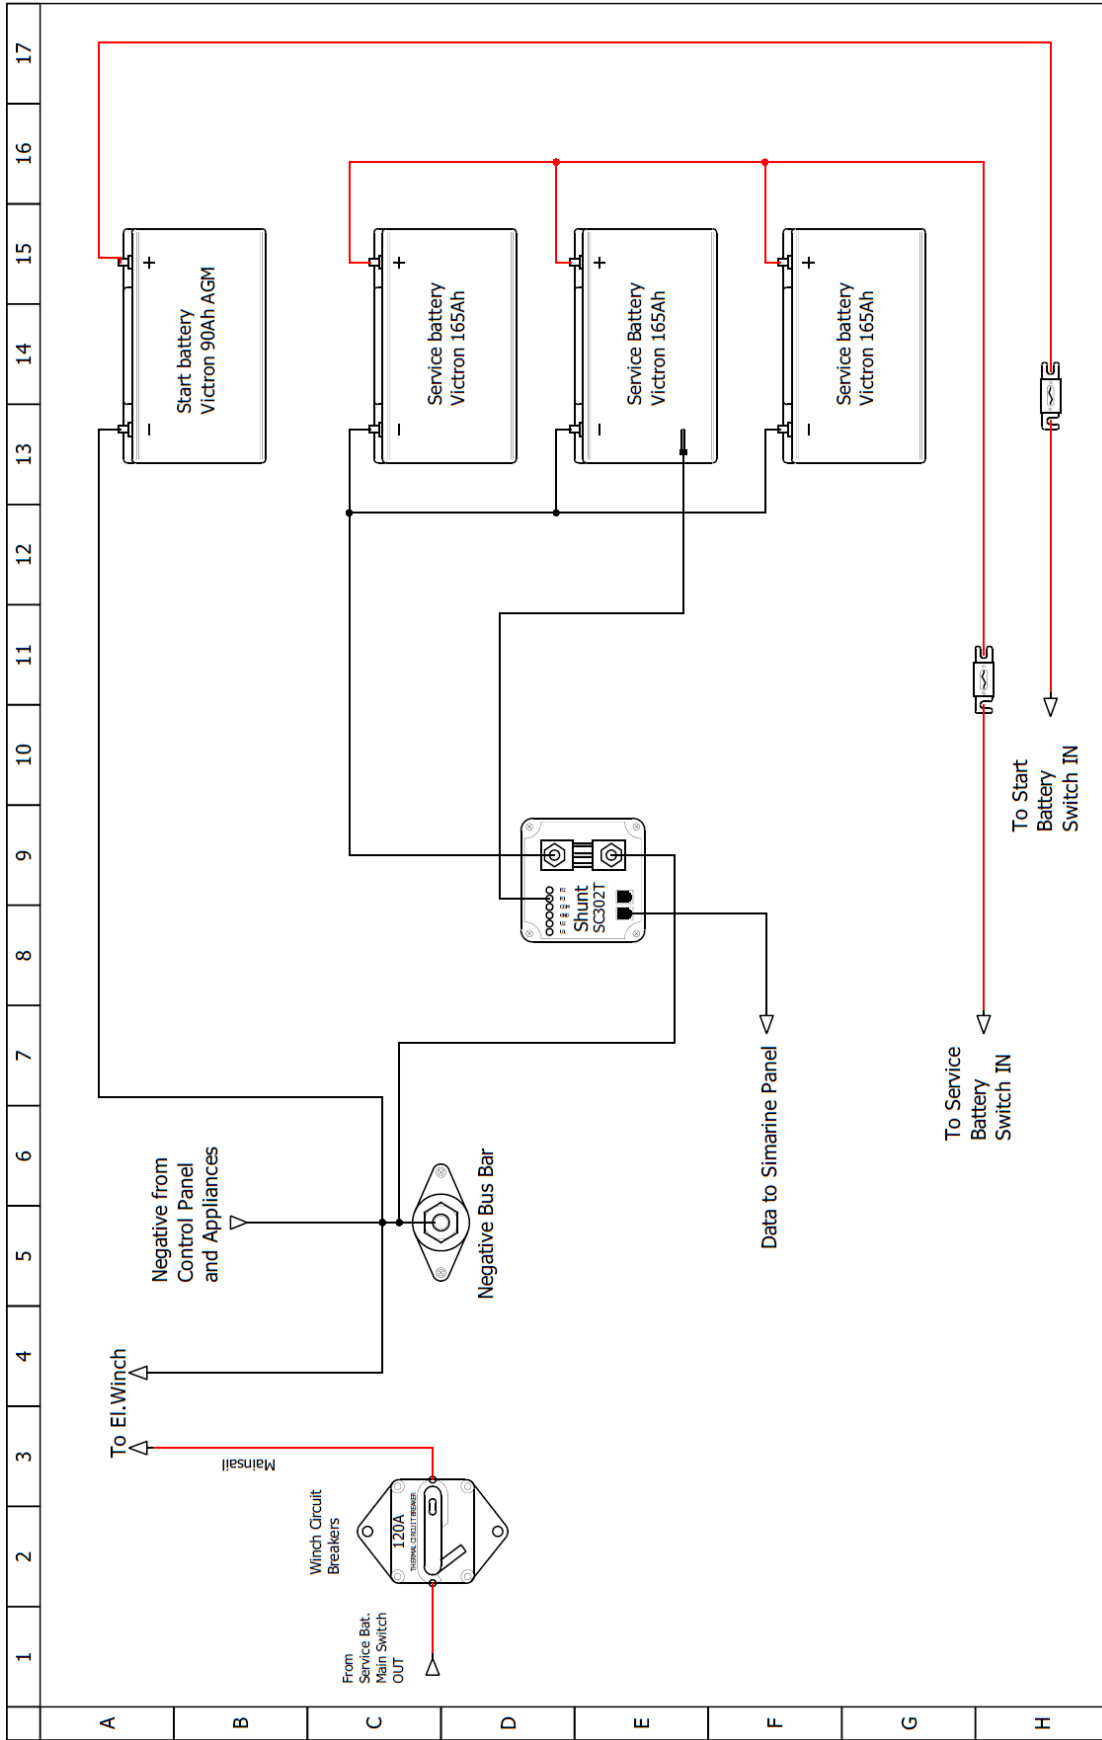 1 2 3 4 5 6 7 8 9 10 11 12 13 14 15 16 17
A
B
C
D
E
F
G
H
From
Service Bat.
Main Switch
OUT
Winch Circuit
Breakers
120A
THERMAL CIRCUIT BREAKER
Mainsail
To El.Winch
Negative from
Control Panel
and Appliances
Negative Bus Bar
Shunt
SC302T
Data to Simarine Panel
Start battery
Victron 90Ah AGM
- +
Service battery
Victron 165Ah
- +
Service Battery
Victron 165Ah
- +
Service battery
Victron 165Ah
- +
To Service
Battery
Switch IN
To Start
Battery
Switch IN